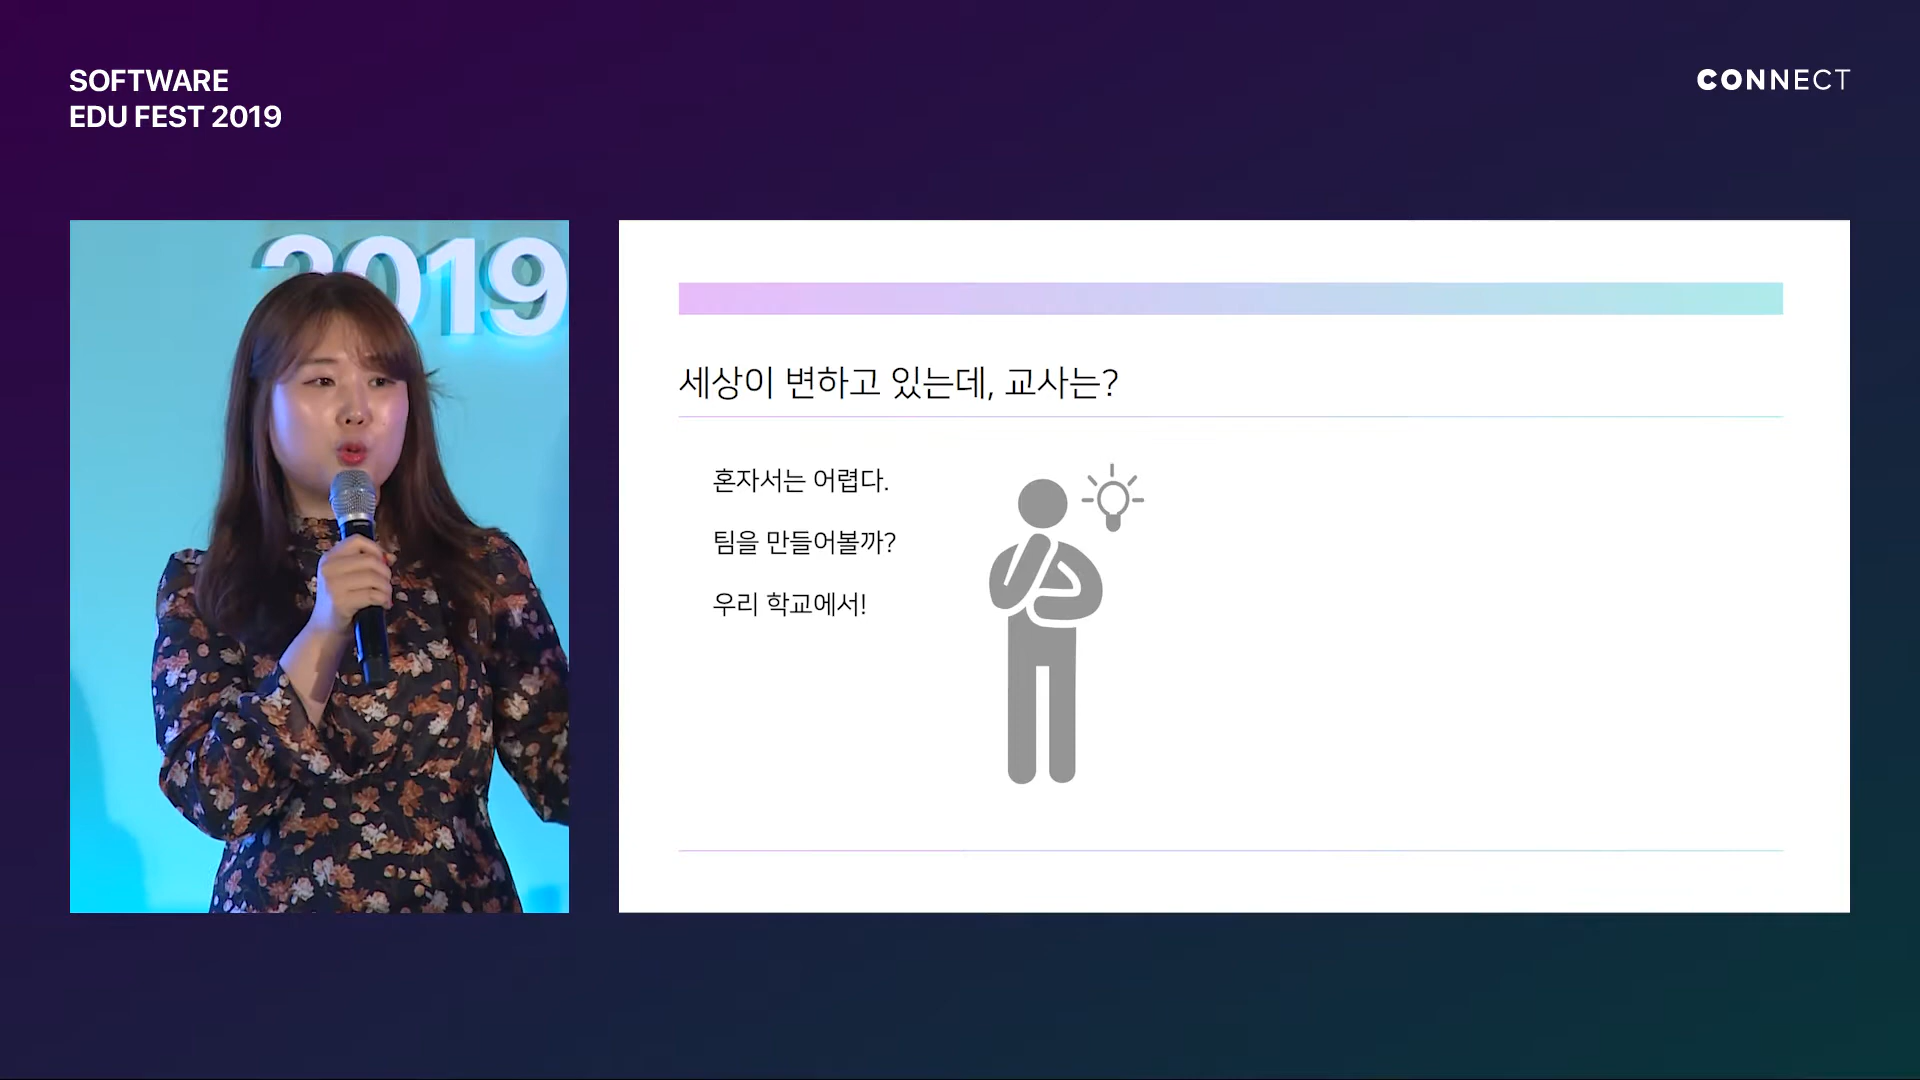 SOFTWARE
EDU FEST 2019
CONNECT
2019
세상이 변하고 있는데, 교사는?
혼자서는 어렵다.
팀을 만들어볼까?
우리 학교에서!